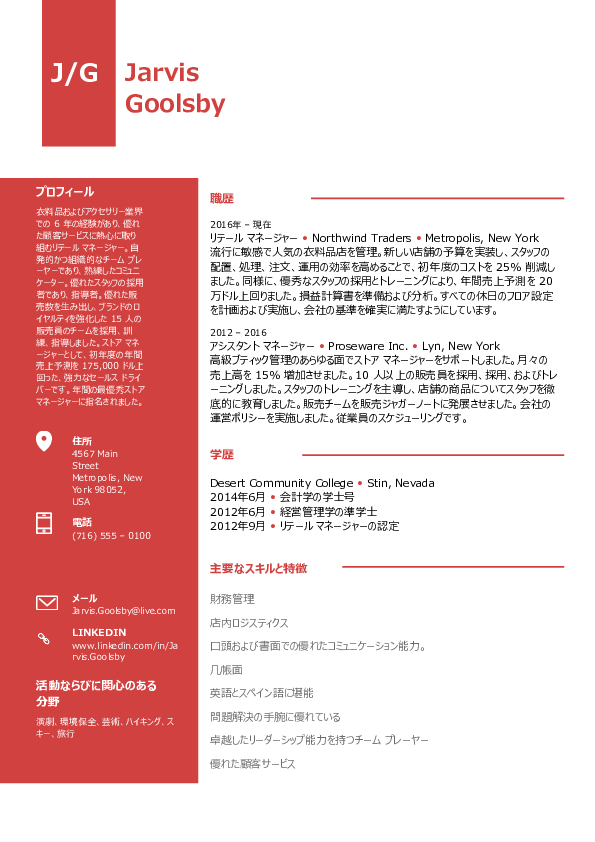 J/G
Jarvis
Goolsby
プロフィール
衣料品およびアクセサリー業界
での 6 年の経験があり、優れ
た顧客サービスに熱心に取り
組むリテール マネージャー。自
発的かつ組織的なチーム プレ
ーヤーであり、熟練したコミュニ
ケーター。優れたスタッフの採用
者であり、指導者。優れた販
売数を生み出し、ブランドのロ
イヤルティを強化した 15 人の
販売員のチームを採用、訓
練、指導しました。ストア マネ
ージャーとして、初年度の年間
売上予測を 175,000 ドル上
回った、強力なセールス ドライ
バーです。年間の最優秀ストア
マネージャーに指名されました。
住所
4567 Main
Street
Metropolis, New
York 98052,
USA
電話
(716) 555 – 0100
メール
Jarvis.Goolsby@live.com
LINKEDIN
www.linkedin.com/in/Ja
rvis.Goolsby
活動ならびに関心のある
分野
演劇、環境保全、芸術、ハイキング、ス
キー、旅行
職歴
2016年 – 現在
リテール マネージャー • Northwind Traders • Metropolis, New York
流行に敏感で人気の衣料品店を管理。新しい店舗の予算を実装し、スタッフの
配置、処理、注文、運用の効率を高めることで、初年度のコストを 25% 削減し
ました。同様に、優秀なスタッフの採用とトレーニングにより、年間売上予測を 20
万ドル上回りました。損益計算書を準備および分析。すべての休日のフロア設定
を計画および実施し、会社の基準を確実に満たすようにしています。
2012 – 2016
アシスタント マネージャー • Proseware Inc. • Lyn, New York
高級ブティック管理のあらゆる面でストア マネージャーをサポートしました。月々の
売上高を 15% 増加させました。10 人以上の販売員を採用、採用、およびトレ
ーニングしました。スタッフのトレーニングを主導し、店舗の商品についてスタッフを徹
底的に教育しました。販売チームを販売ジャガーノートに発展させました。会社の
運営ポリシーを実施しました。従業員のスケジューリングです。
学歴
Desert Community College • Stin, Nevada
2014年6月 • 会計学の学士号
2012年6月 • 経営管理学の準学士
2012年9月 • リテール マネージャーの認定
主要なスキルと特徴
財務管理
店内ロジスティクス
口頭および書面での優れたコミュニケーション能力。
几帳面
英語とスペイン語に堪能
問題解決の手腕に優れている
卓越したリーダーシップ能力を持つチーム プレーヤー
優れた顧客サービス